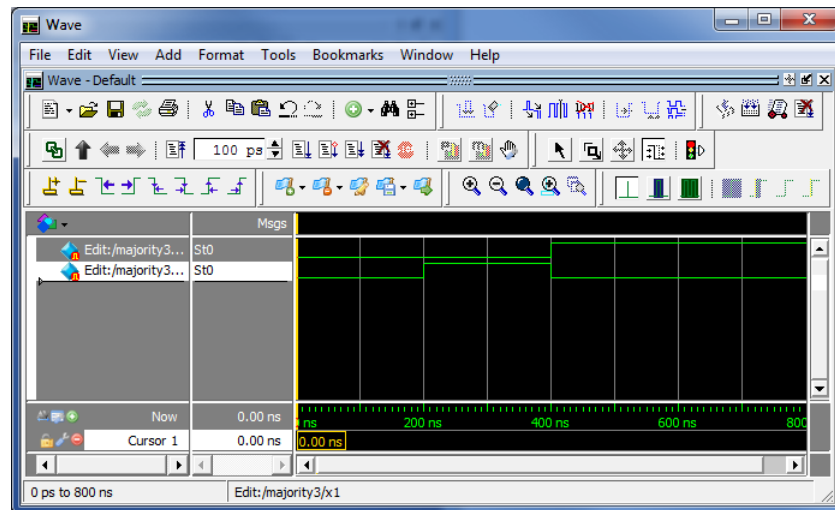 Wave
File Edit View Add Format Tools Bookmarks Window Help
Wave - Default
100 ps
Msgs
Edit:/majority3... St0
Edit:/majority3... St0
Now 0.00 ns
ns 200 ns 400 ns 600 ns 800
Cursor 1 0.00 ns 0.00 ns
0 ps to 800 ns Edit:/majority3/x1